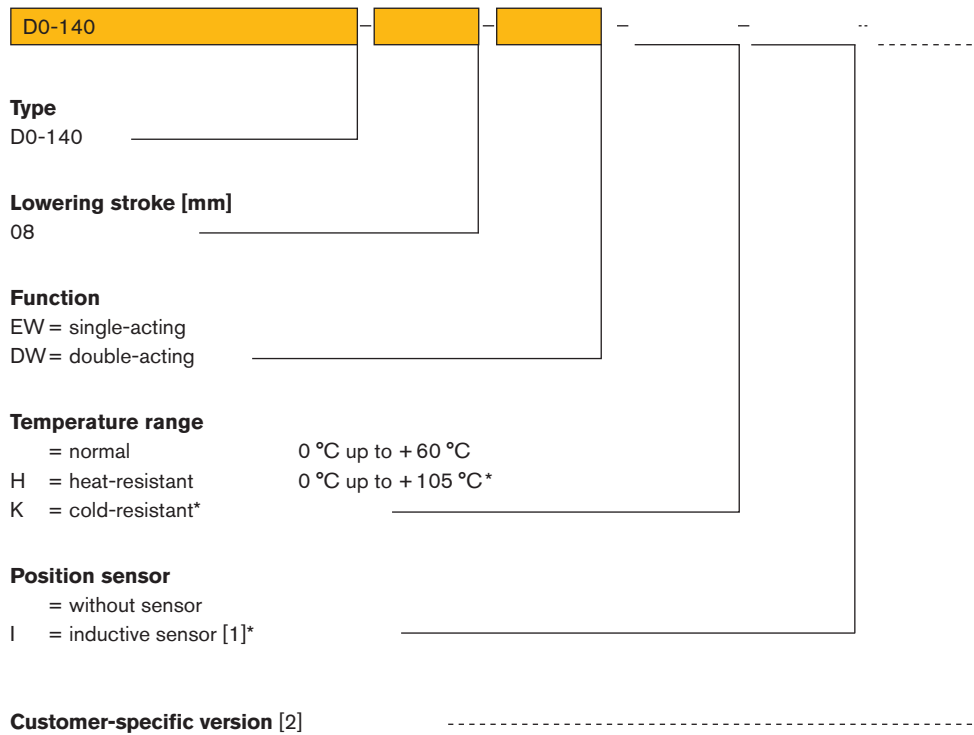 D0-140
Type
D0-140
Lowering stroke [mm]
08
Function
EW = single-acting
DW = double-acting
Temperature range
= normal 0 °C up to +60 °C
H = heat-resistant 0 °C up to +105 °C*
K = cold-resistant*
Position sensor
= without sensor
I = inductive sensor [1]*
Customer-specific version [2]